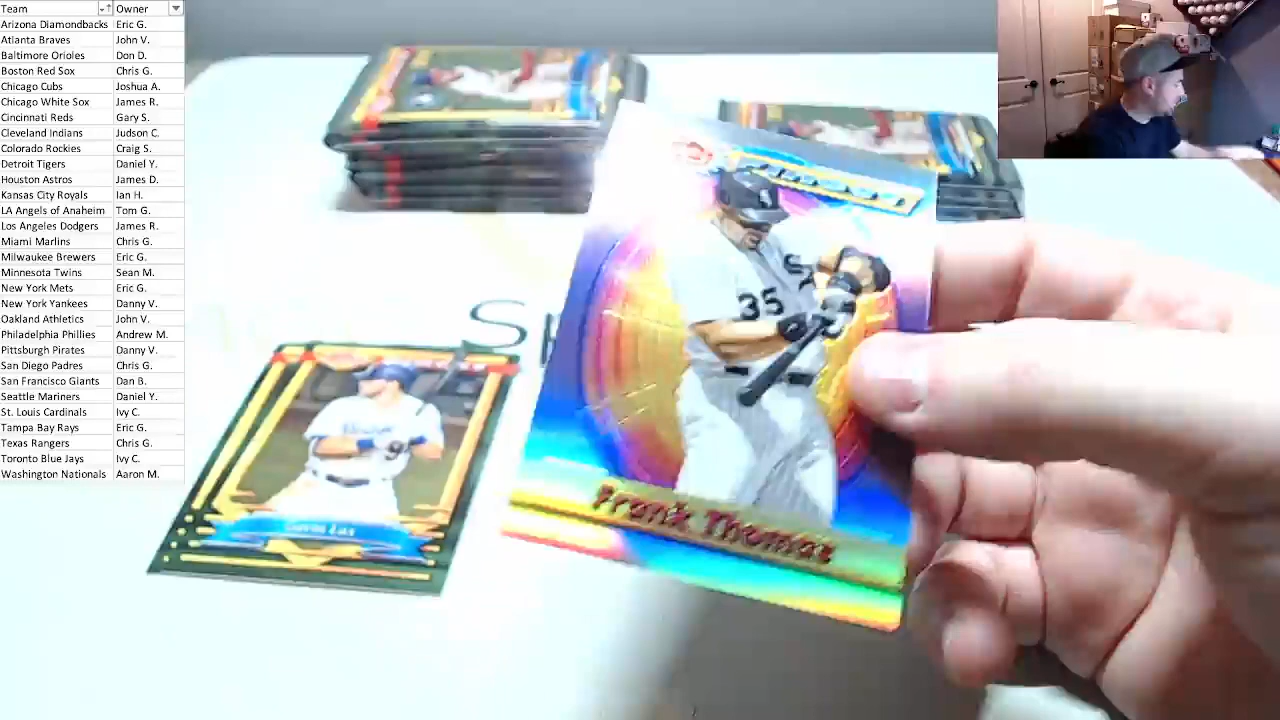 Team Owner
Arizona Diamondbacks Eric G.
Atlanta Braves John V.
Baltimore Orioles Don D.
Boston Red Sox Chris G.
Chicago Cubs Joshua A.
Chicago White Sox James R.
Cincinnati Reds Gary S.
Cleveland Indians Judson C.
Colorado Rockies Craig S.
Detroit Tigers Daniel Y.
Houston Astros James D.
Kansas City Royals Ian H.
LA Angels of Anaheim Tom G.
Los Angeles Dodgers James R.
Miami Marlins Chris G.
Milwaukee Brewers Eric G.
Minnesota Twins Sean M.
New York Mets Eric G.
New York Yankees Danny V.
Oakland Athletics John V.
Philadelphia Phillies Andrew M.
Pittsburgh Pirates Danny V.
San Diego Padres Chris G.
San Francisco Giants Dan B.
Seattle Mariners Daniel Y.
St. Louis Cardinals Ivy C.
Tampa Bay Rays Eric G.
Texas Rangers Chris G.
Toronto Blue Jays Ivy C.
Washington Nationals Aaron M.
35
Frank Thomas